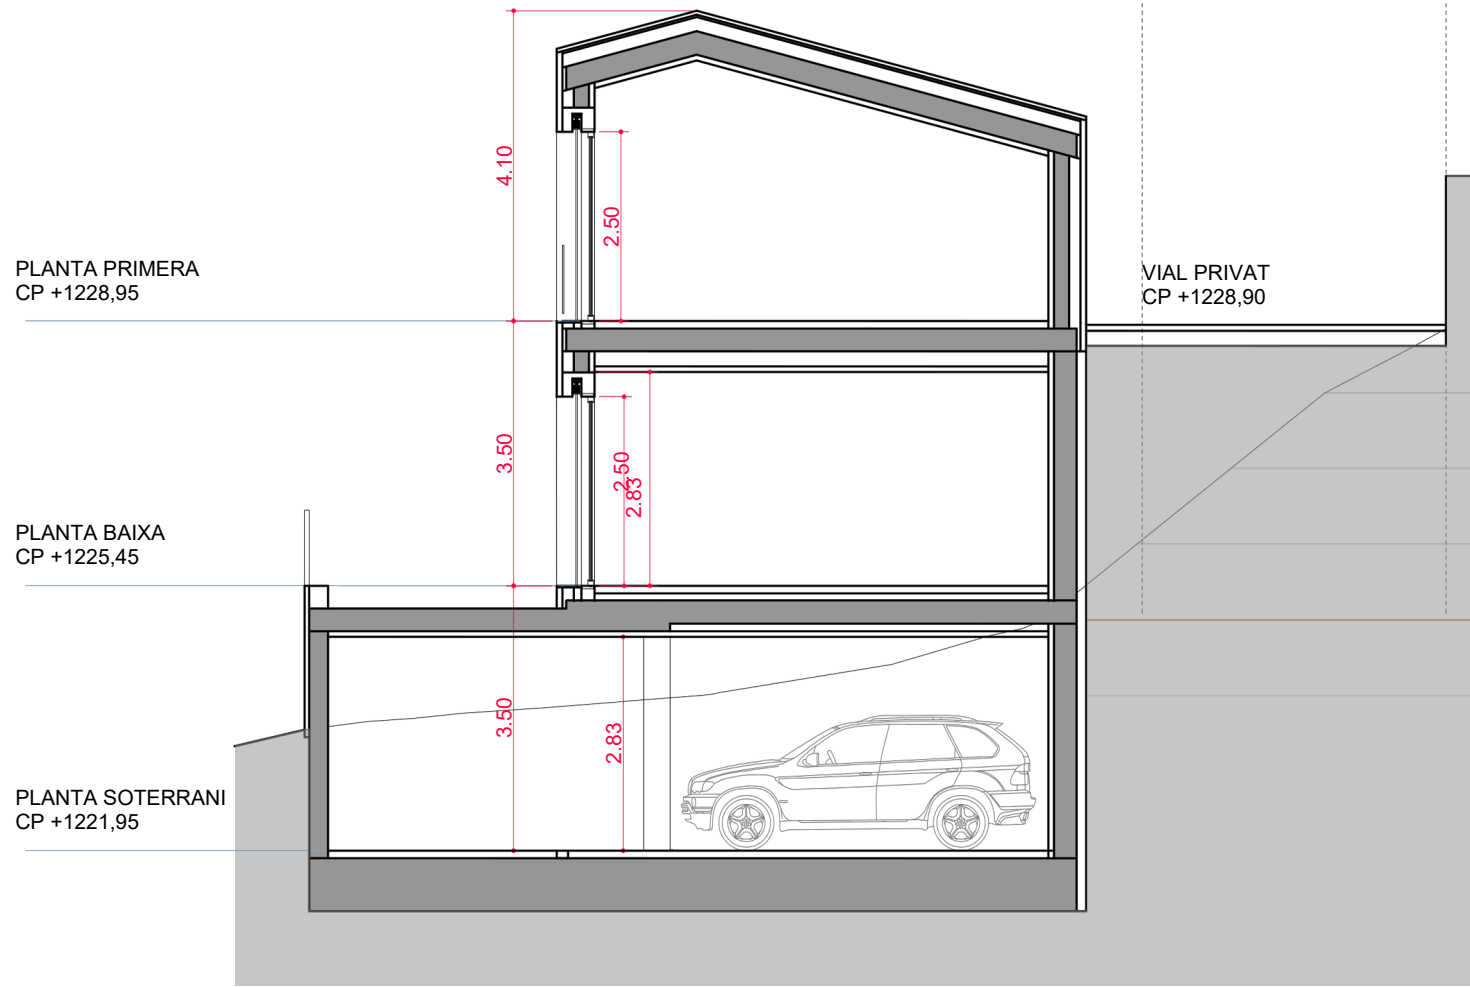 4.10
2.50
PLANTA PRIMERA
CP +1228,95
VIAL PRIVAT
CP +1228,90
3.50
2.50
2.83
PLANTA BAIXA
CP +1225,45
3.50
2.83
PLANTA SOTERRANI
CP +1221,95